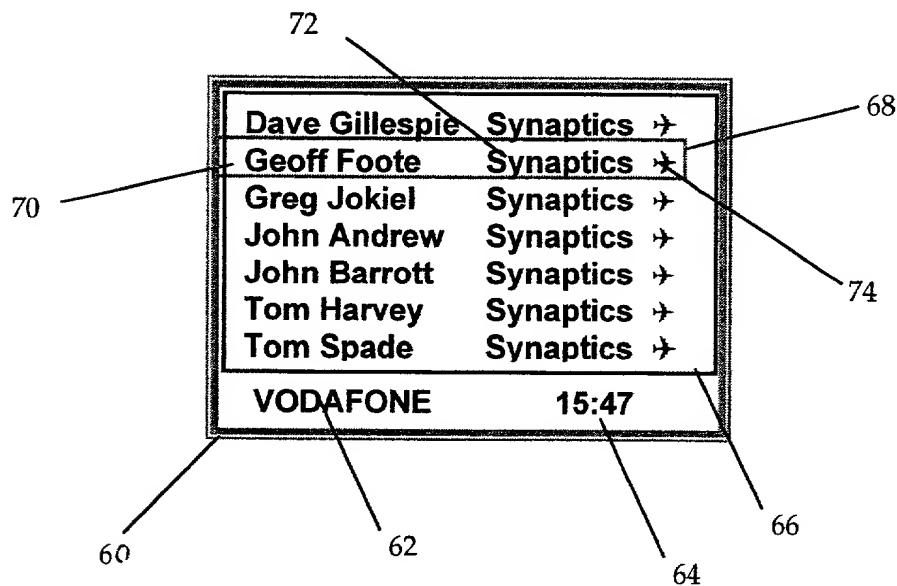 72
Dave Gillespie Synaptics ✈
68
Geoff Foote Synaptics ✈
70
Greg Jokiel Synaptics ✈
John Andrew Synaptics ✈
John Barrott Synaptics ✈
74
Tom Harvey Synaptics ✈
Tom Spade Synaptics ✈
VODAFONE 15:47
66
60
62
64